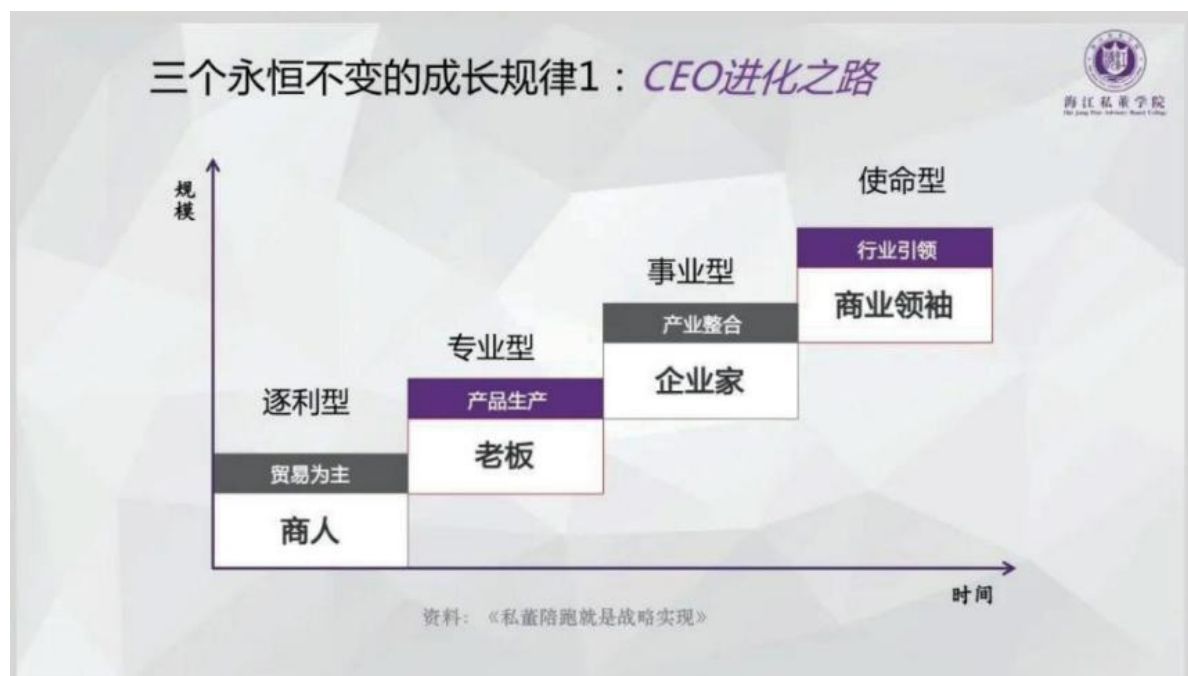 三个永恒不变的成长规律1：CEO进化之路
海江私董学院
规模
使命型
行业引领
商业领袖
事业型
产业整合
企业家
专业型
产品生产
老板
逐利型
贸易为主
商人
时间
资料：《私董陪跑就是战略实现》